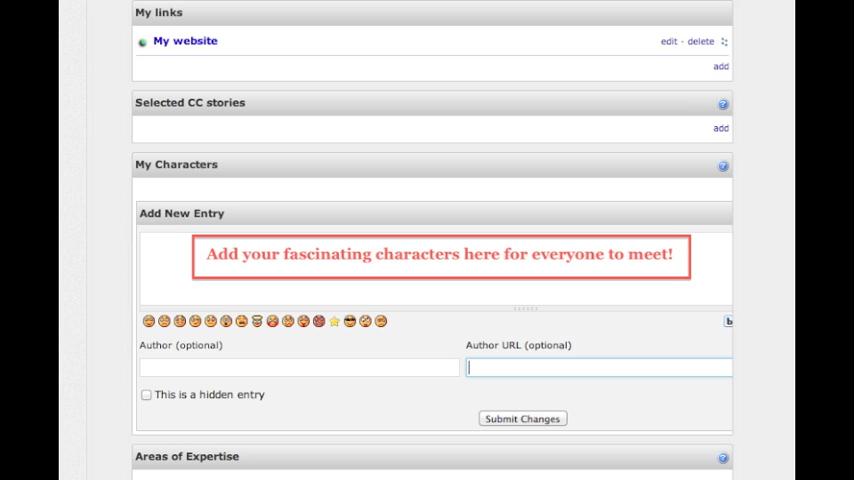 My links
My website
edit - delete
add
Selected CC stories
add
My Characters
Add New Entry
Add your fascinating characters here for everyone to meet!
b
Author (optional)
Author URL (optional)
This is a hidden entry
Submit Changes
Areas of Expertise